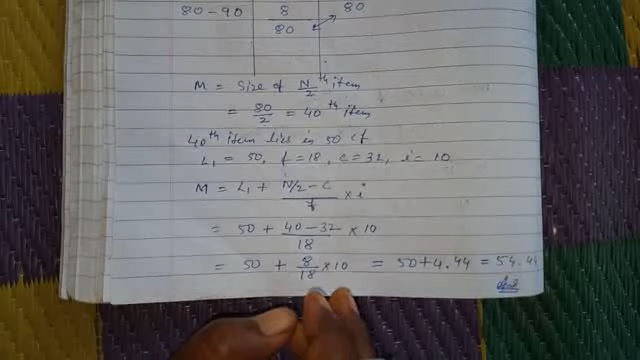 80-90 8 80
80
M = Size of N/2 th item
= 80/2 = 40th item
40th item lies in 50 cf
L₁ = 50, f = 18, c = 32, i = 10
M = L₁ + (N/2 - C)/f × i
= 50 + (40-32)/18 × 10
= 50 + 8/18 × 10 = 50+4.44 = 54.44
Ans